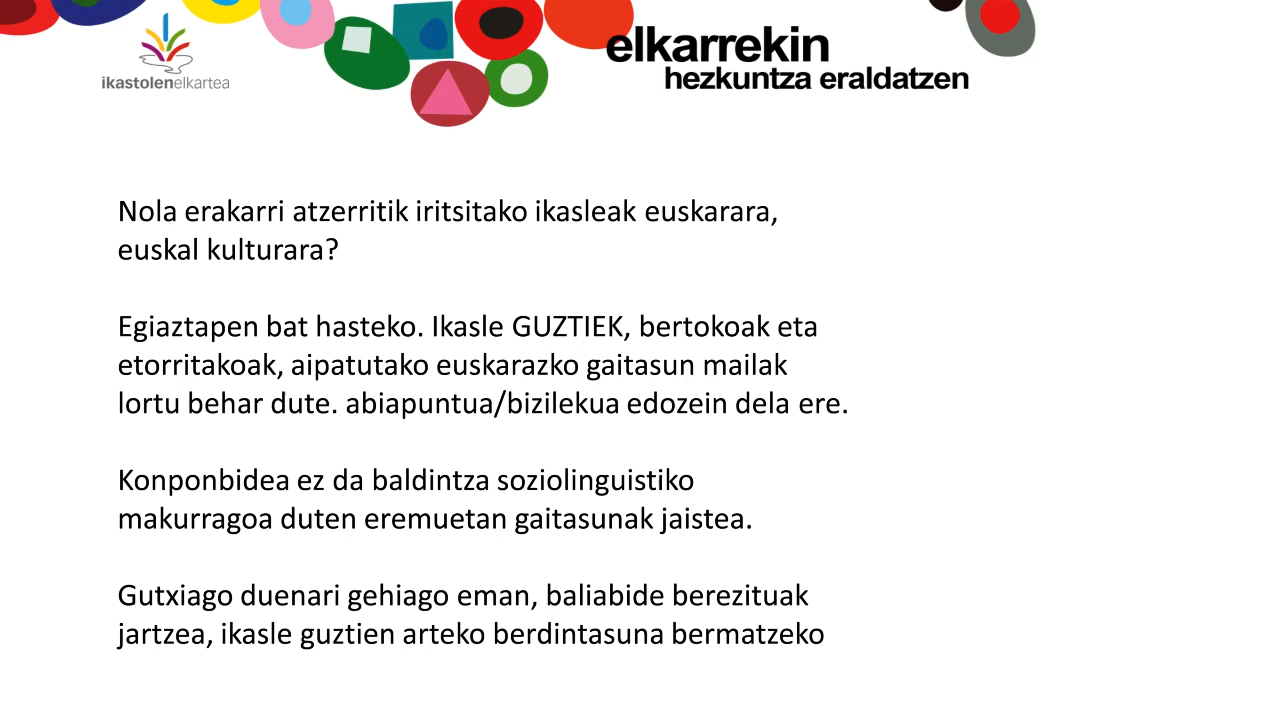 ikastolenelkartea
elkarrekin
hezkuntza eraldatzen
Nola erakarri atzerritik iritsitako ikasleak euskarara,
euskal kulturara?
Egiaztapen bat hasteko. Ikasle GUZTIEK, bertokoak eta
etorritakoak, aipatutako euskarazko gaitasun mailak
lortu behar dute. abiapuntua/bizilekua edozein dela ere.
Konponbidea ez da baldintza soziolinguistiko
makurragoa duten eremuetan gaitasunak jaistea.
Gutxiago duenari gehiago eman, baliabide berezituak
jartzea, ikasle guztien arteko berdintasuna bermatzeko